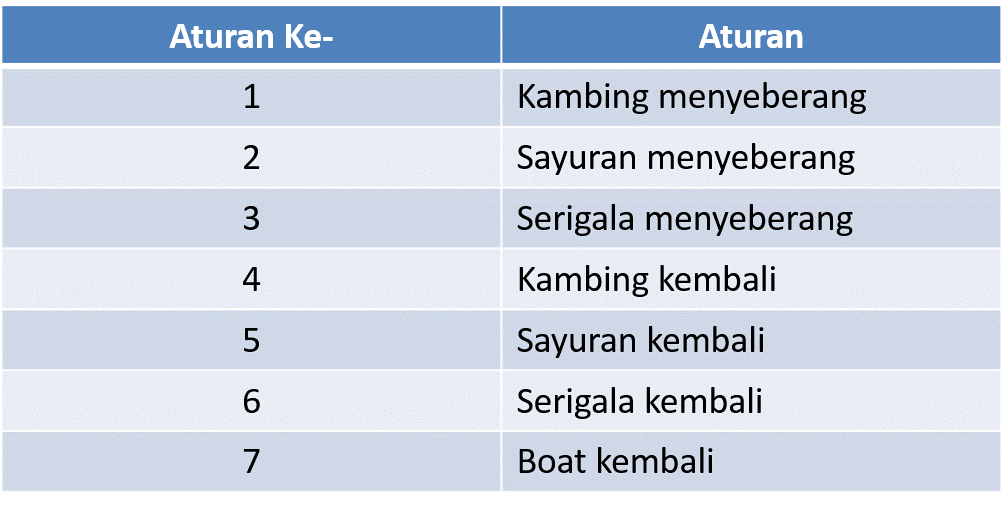 Aturan Ke- Aturan
1 Kambing menyeberang
2 Sayuran menyeberang
3 Serigala menyeberang
4 Kambing kembali
5 Sayuran kembali
6 Serigala kembali
7 Boat kembali